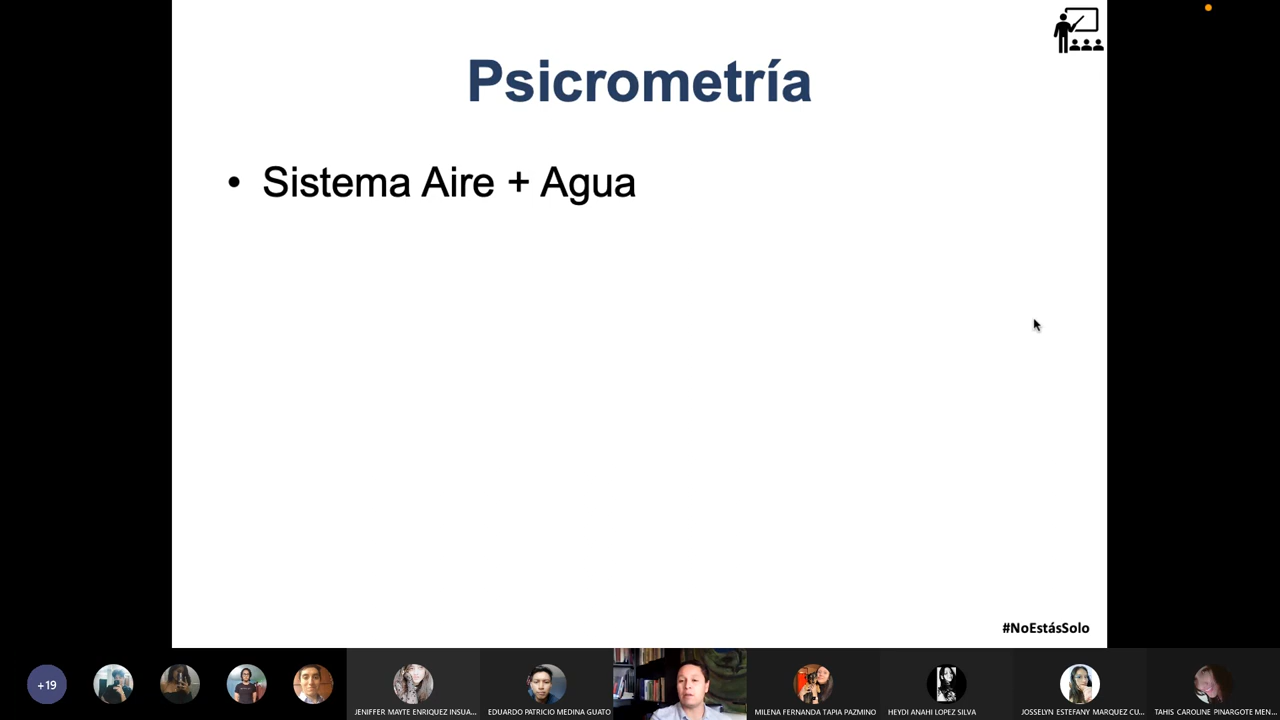 Psicrometría
• Sistema Aire + Agua
#NoEstásSolo
+19
JENIFFER MAYTE ENRIQUEZ INSUA...
EDUARDO PATRICIO MEDINA GUATO
MILENA FERNANDA TAPIA PAZMINO
HEYDI ANAHI LOPEZ SILVA
JOSSELYN ESTEFANY MARQUEZ CU...
TAHIS CAROLINE PINARGOTE MEN...